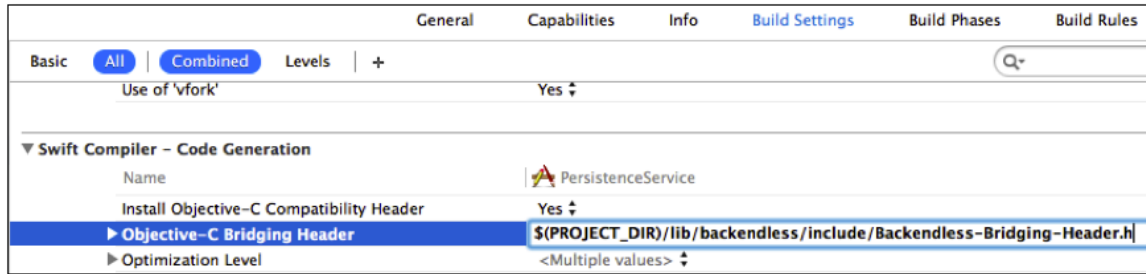 General Capabilities Info Build Settings Build Phases Build Rules
Basic All Combined Levels +
Use of 'vfork' Yes
Swift Compiler – Code Generation
Name PersistenceService
Install Objective-C Compatibility Header Yes
Objective-C Bridging Header $(PROJECT_DIR)/lib/backendless/include/Backendless-Bridging-Header.h
Optimization Level <Multiple values>